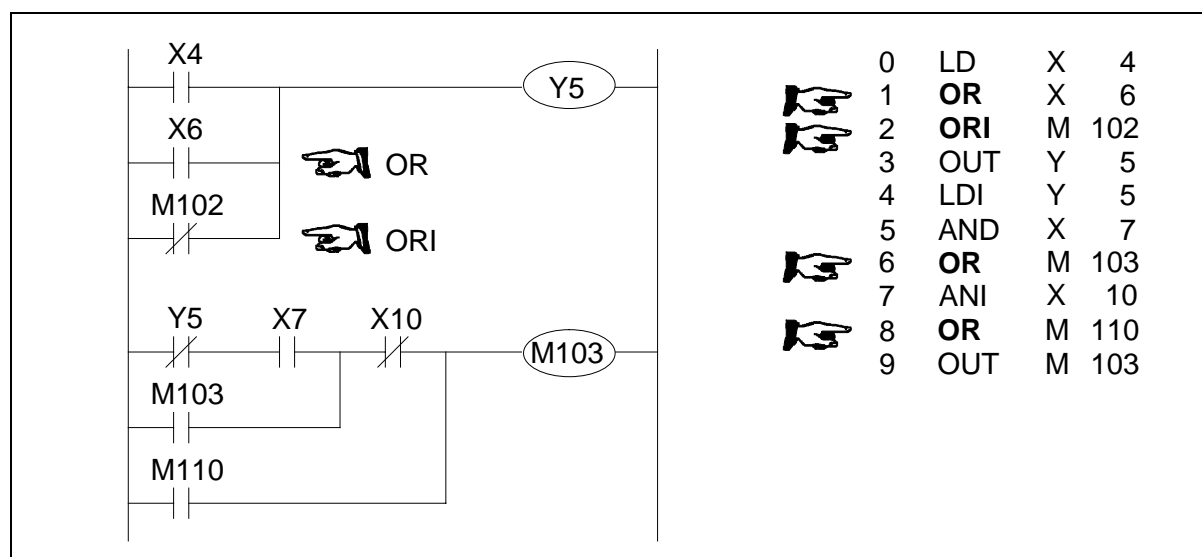 X4
Y5
X6
OR
M102
ORI
Y5 X7 X10
M103
M103
M110
0 LD X 4
1 OR X 6
2 ORI M 102
3 OUT Y 5
4 LDI Y 5
5 AND X 7
6 OR M 103
7 ANI X 10
8 OR M 110
9 OUT M 103